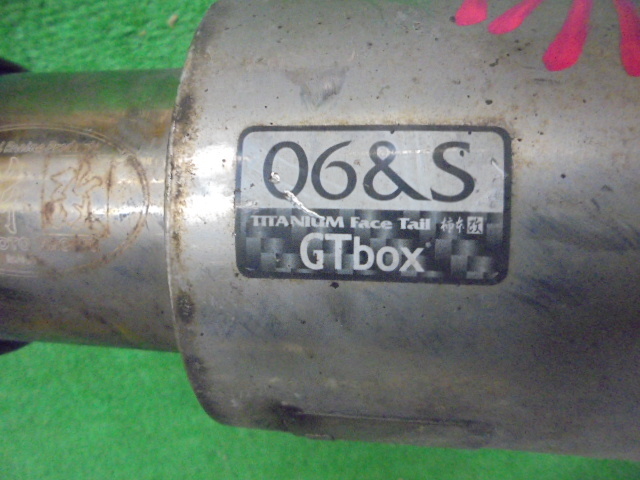 06&S
TITANIUM Face Tail 柿本改
GTbox